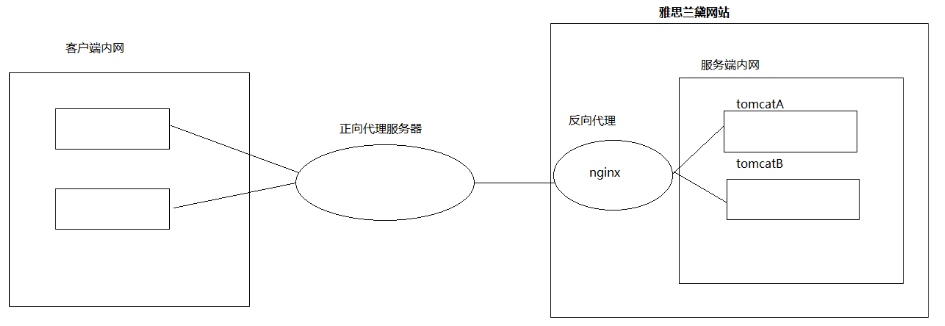 雅思兰黛网站
客户端内网
服务端内网
tomcatA
正向代理服务器
反向代理
tomcatB
nginx